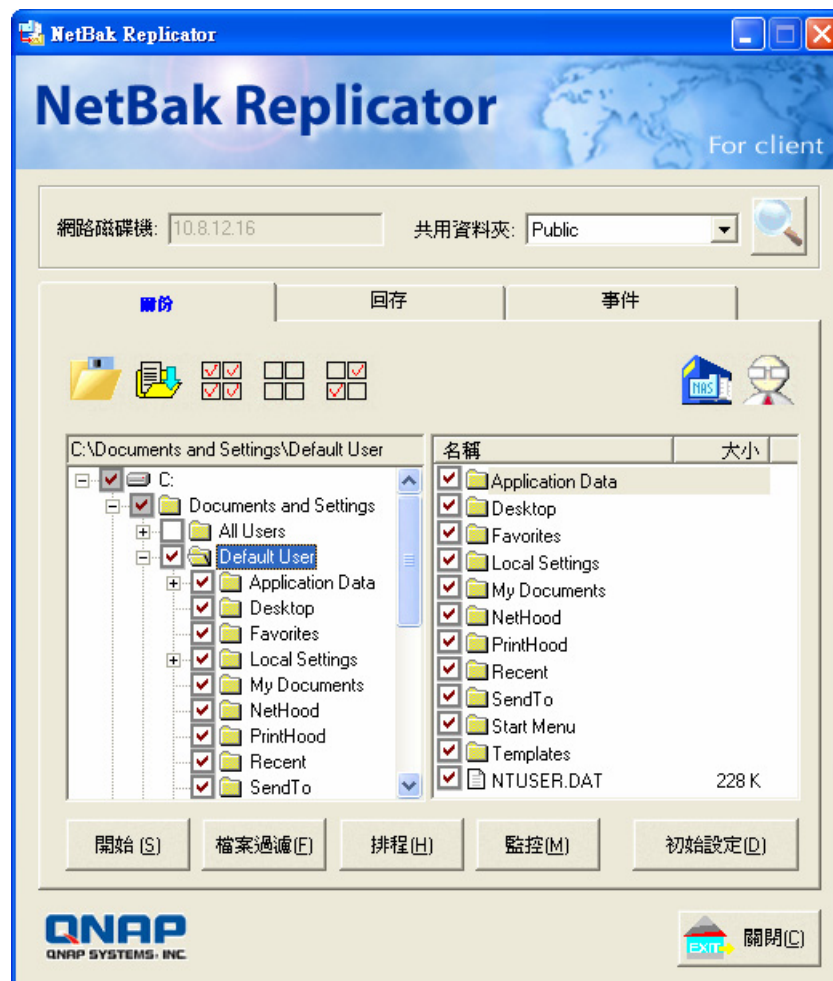 NetBak Replicator
NetBak Replicator
For client
網路磁碟機: 10.8.12.16 共用資料夾: Public
備份 回存 事件
NAS
C:\Documents and Settings\Default User
C:
Documents and Settings
All Users
Default User
Application Data
Desktop
Favorites
Local Settings
My Documents
NetHood
PrintHood
Recent
SendTo
名稱 大小
Application Data
Desktop
Favorites
Local Settings
My Documents
NetHood
PrintHood
Recent
SendTo
Start Menu
Templates
NTUSER.DAT 228 K
開始 (S) 檔案過濾(F) 排程(H) 監控(M) 初始設定(D)
QNAP
QNAP SYSTEMS, INC
EXIT 關閉(C)